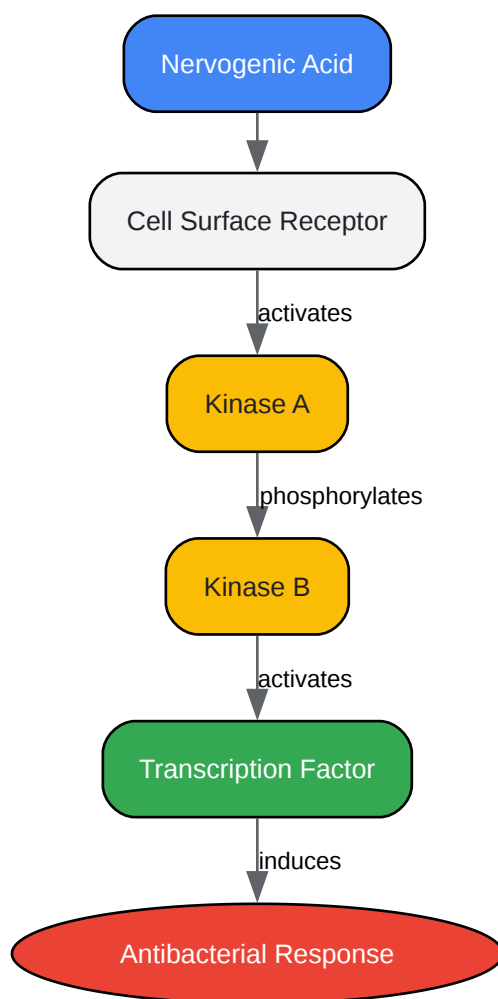 Nervogenic Acid
Cell Surface Receptor
activates
Kinase A
phosphorylates
Kinase B
activates
Transcription Factor
induces
Antibacterial Response